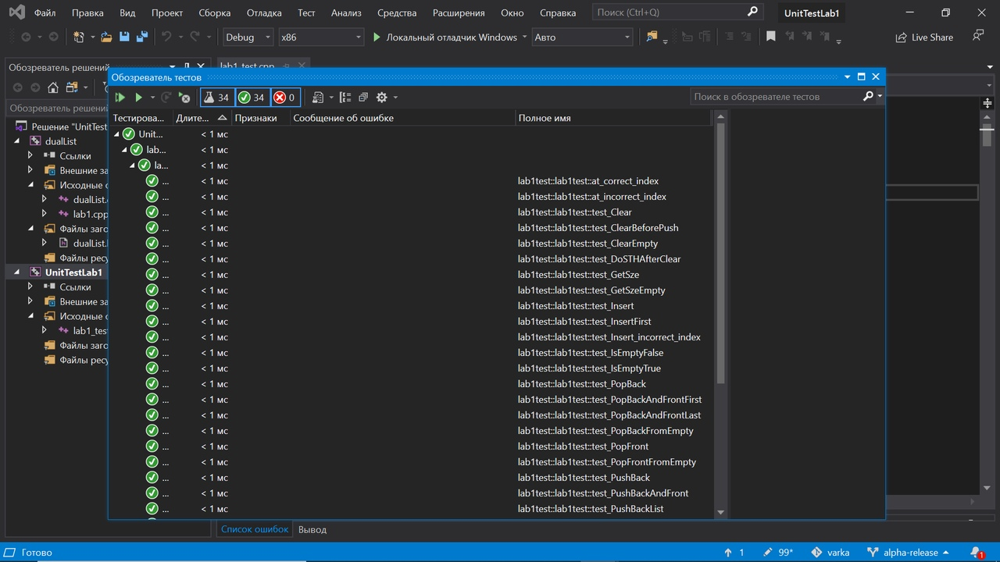 Файл Правка Вид Проект Сборка Отладка Тест Анализ Средства Расширения Окно Справка Поиск (Ctrl+Q) UnitTestLab1
Debug x86 Локальный отладчик Windows Авто Live Share
Обозреватель решений lab1_test.cpp
Обозреватель тестов
34 34 0 Поиск в обозревателе тестов
Обозреватель решений
Тестирова... Длите... Признаки Сообщение об ошибке Полное имя
Решение "UnitTest
Unit... < 1 мс
dualList
lab... < 1 мс
Ссылки
la... < 1 мс
Внешние за
... < 1 мс lab1test::lab1test::at_correct_index
Исходные ф
... < 1 мс lab1test::lab1test::at_incorrect_index
dualList.
... < 1 мс lab1test::lab1test::test_Clear
lab1.cpp
... < 1 мс lab1test::lab1test::test_ClearBeforePush
Файлы заго
... < 1 мс lab1test::lab1test::test_ClearEmpty
dualList.
... < 1 мс lab1test::lab1test::test_DoSTHAfterClear
Файлы ресу
... < 1 мс lab1test::lab1test::test_GetSze
UnitTestLab1
... < 1 мс lab1test::lab1test::test_GetSzeEmpty
Ссылки
... < 1 мс lab1test::lab1test::test_Insert
Внешние за
... < 1 мс lab1test::lab1test::test_InsertFirst
Исходные ф
... < 1 мс lab1test::lab1test::test_Insert_incorrect_index
lab1_test
... < 1 мс lab1test::lab1test::test_IsEmptyFalse
Файлы заго
... < 1 мс lab1test::lab1test::test_IsEmptyTrue
Файлы ресу
... < 1 мс lab1test::lab1test::test_PopBack
... < 1 мс lab1test::lab1test::test_PopBackAndFrontFirst
... < 1 мс lab1test::lab1test::test_PopBackAndFrontLast
... < 1 мс lab1test::lab1test::test_PopBackFromEmpty
... < 1 мс lab1test::lab1test::test_PopFront
... < 1 мс lab1test::lab1test::test_PopFrontFromEmpty
... < 1 мс lab1test::lab1test::test_PushBack
... < 1 мс lab1test::lab1test::test_PushBackAndFront
... < 1 мс lab1test::lab1test::test_PushBackList
Список ошибок Вывод
Готово 1 99* varka alpha-release 1